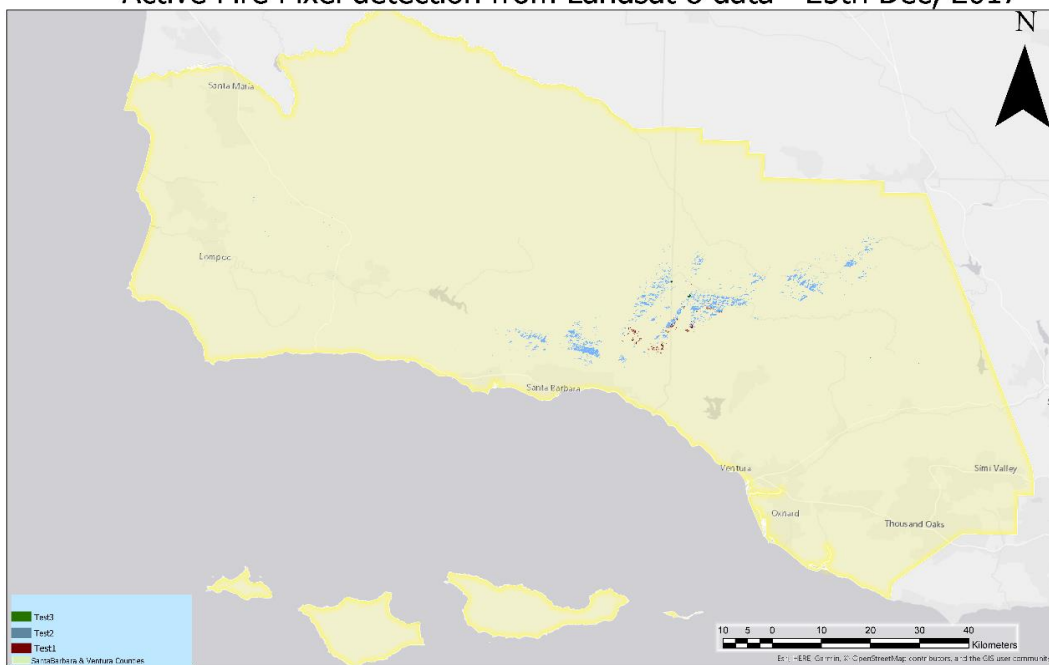 Active Fire Pixel detection from Landsat 8 data - 25th Dec, 2017
N
Santa Maria
Lompoc
Santa Barbara
Ventura
Simi Valley
Oxnard
Thousand Oaks
Test3
Test2
Test1
SantaBarbara & Ventura Counties
10 5 0 10 20 30 40
Kilometers
Esri, HERE, Garmin, © OpenStreetMap contributors, and the GIS user community